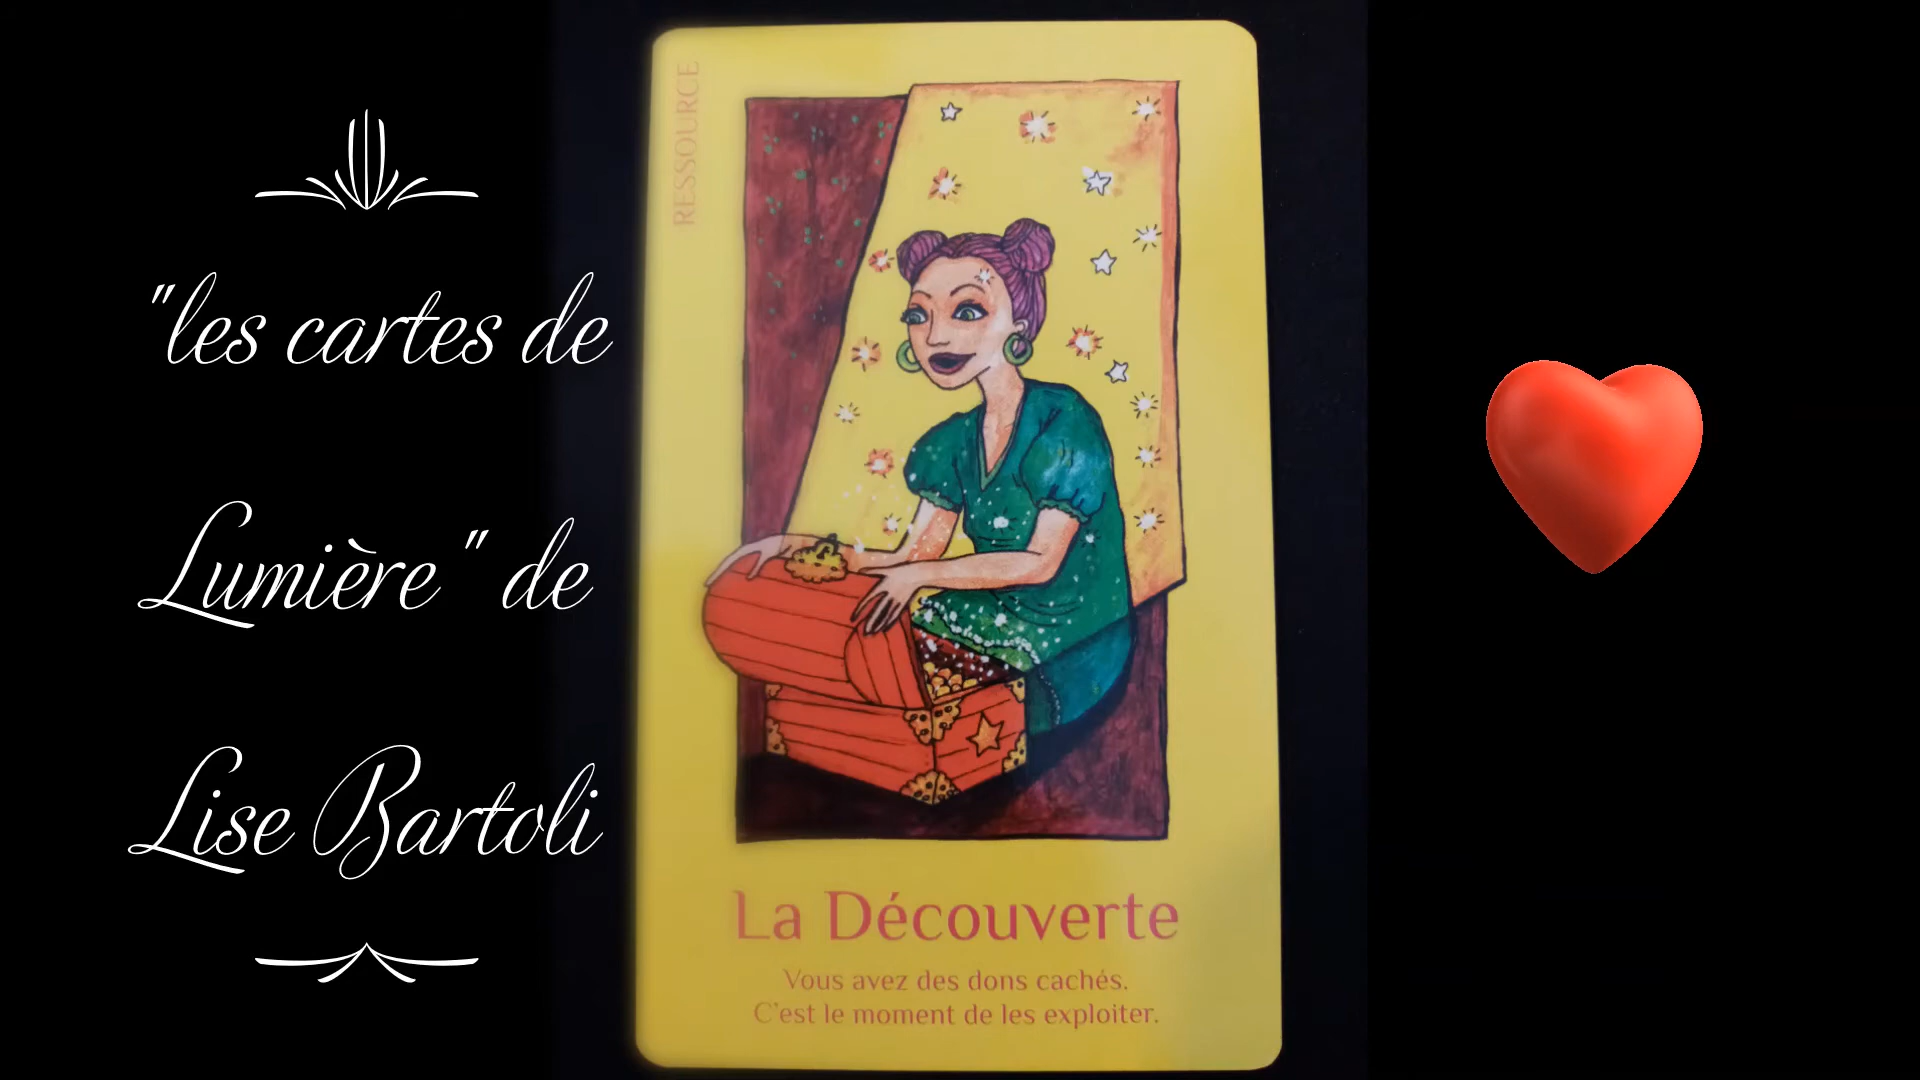 "les cartes de
Lumière" de
Lise Bartoli
RESSOURCE
La Découverte
Vous avez des dons cachés.
C'est le moment de les exploiter.